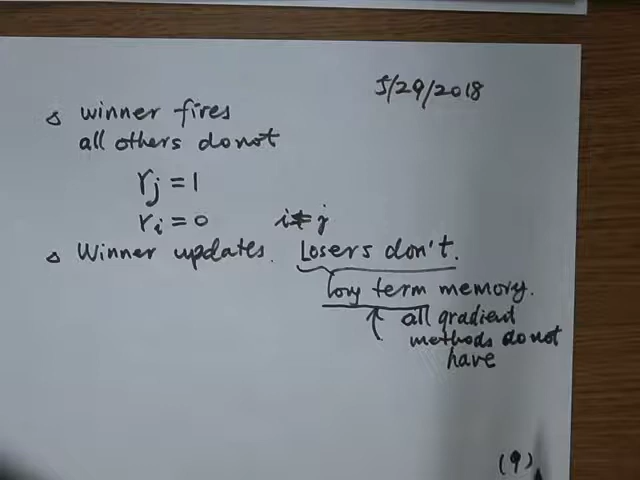 5/29/2018
△ winner fires
all others do not
rj = 1
ri = 0 i ≠ j
△ Winner updates. Losers don't.
long term memory.
all gradient
methods do not
have
(9)